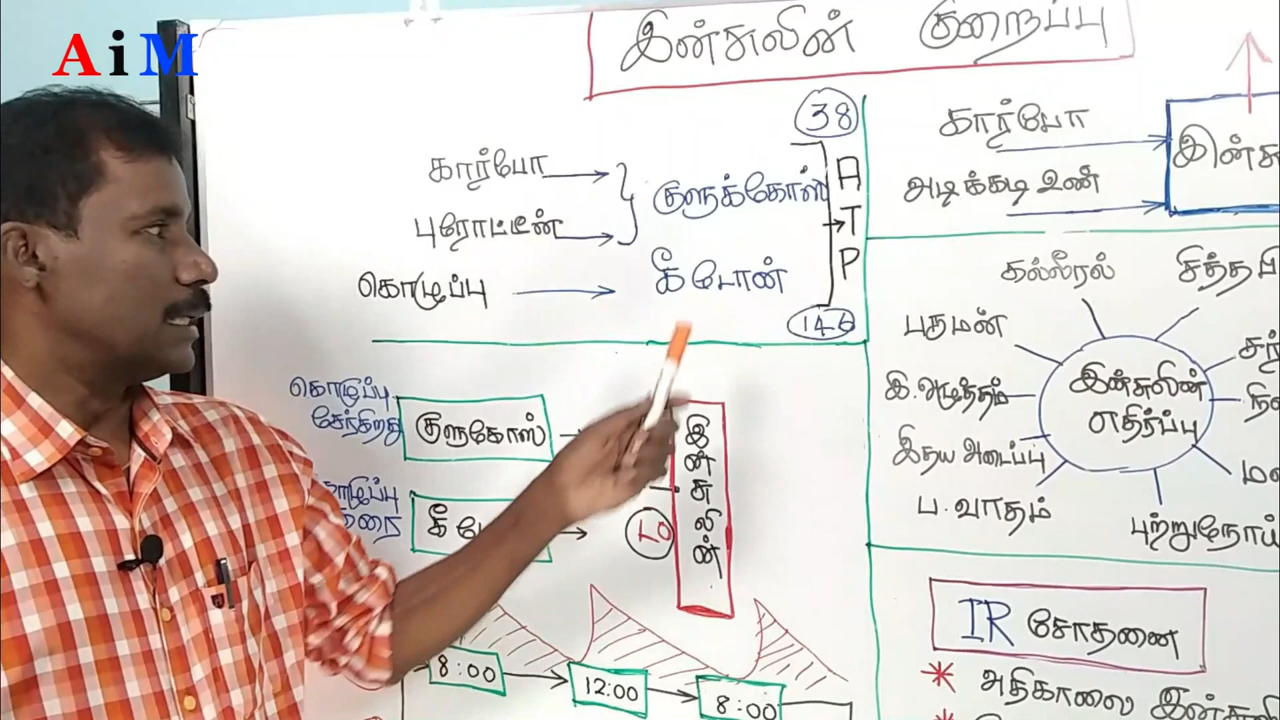 AiM
இன்சுலின் குறைப்பு
38
கார்போ
புரோட்டீன்
குளுக்கோஸ்
கொழுப்பு
கீடோன்
A
T
P
146
கொழுப்பு
சேர்கிறது
குளுகோஸ்
இன்சுலின்
LO
8:00
12:00
8:00
கார்போ
அடிக்கடி உண்
கல்லீரல்
பருமன்
இ.அழுத்தம்
இதய அடைப்பு
ப.வாதம்
புற்றுநோய்
இன்சுலின்
எதிர்ப்பு
IR சோதனை
அதிகாலை